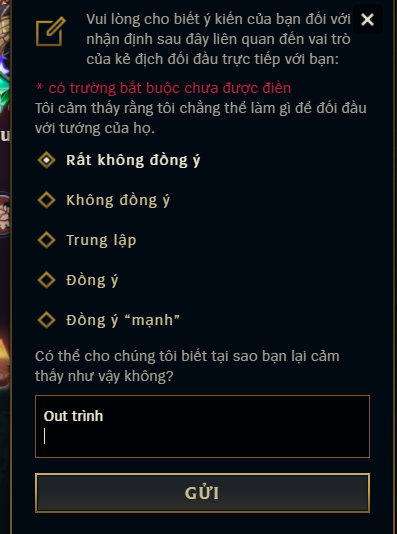 Vui lòng cho biết ý kiến của bạn đối với
nhận định sau đây liên quan đến vai trò
của kẻ địch đối đầu trực tiếp với bạn:
* có trường bắt buộc chưa được điền
Tôi cảm thấy rằng tôi chẳng thể làm gì để đối đầu
với tướng của họ.
Rất không đồng ý
Không đồng ý
Trung lập
Đồng ý
Đồng ý “mạnh”
Có thể cho chúng tôi biết tại sao bạn lại cảm
thấy như vậy không?
Out trình
GỬI